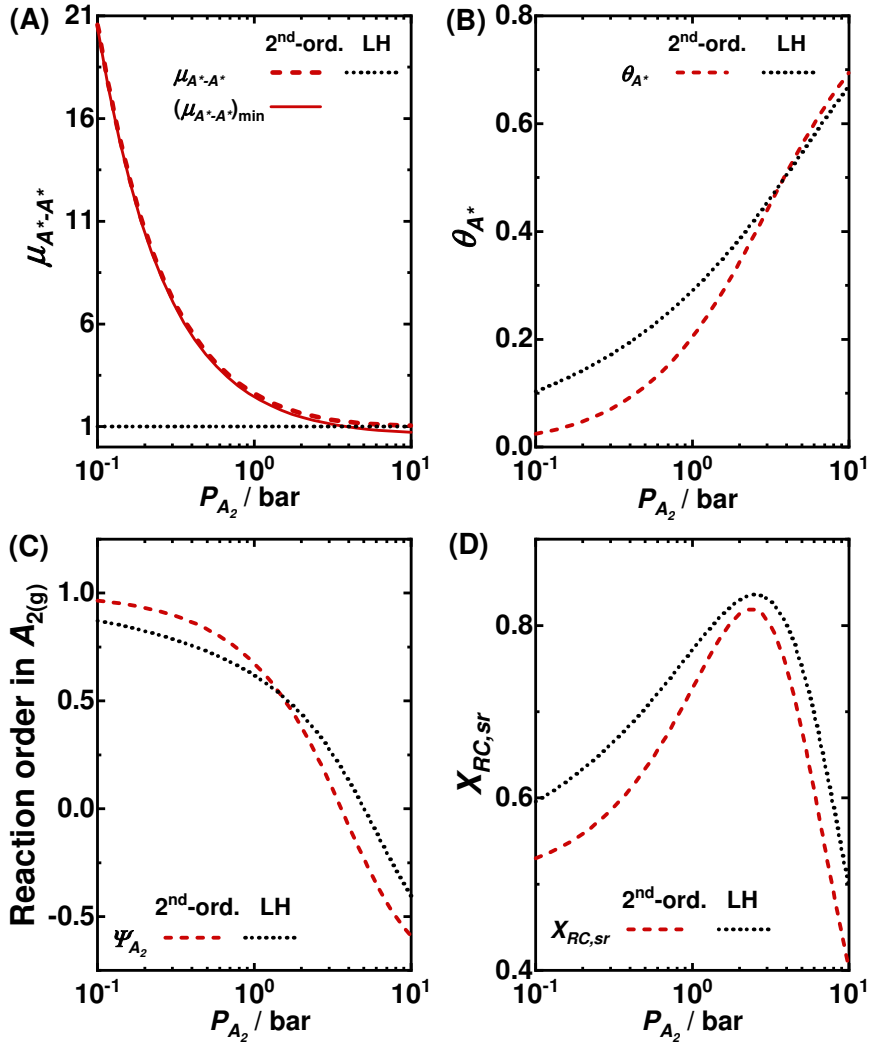 (A)
2nd-ord. LH
μA*-A*
(μA*-A*)min
21
16
11
6
1
μA*-A*
10-1 100 101
PA2 / bar
(B)
2nd-ord. LH
θA*
0.8
0.6
0.4
0.2
0.0
θA*
10-1 100 101
PA2 / bar
(C)
1.0
0.5
0.0
-0.5
Reaction order in A2(g)
2nd-ord. LH
ΨA2
10-1 100 101
PA2 / bar
(D)
0.8
0.6
0.4
XRC,sr
2nd-ord. LH
XRC,sr
10-1 100 101
PA2 / bar